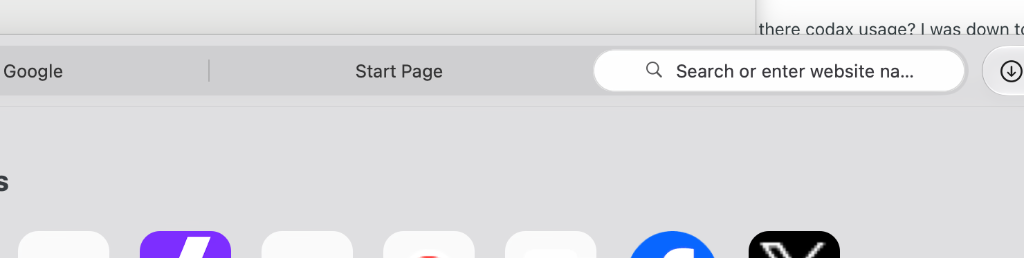 there codax usage? I was down to
Google
Start Page
Search or enter website na...
s